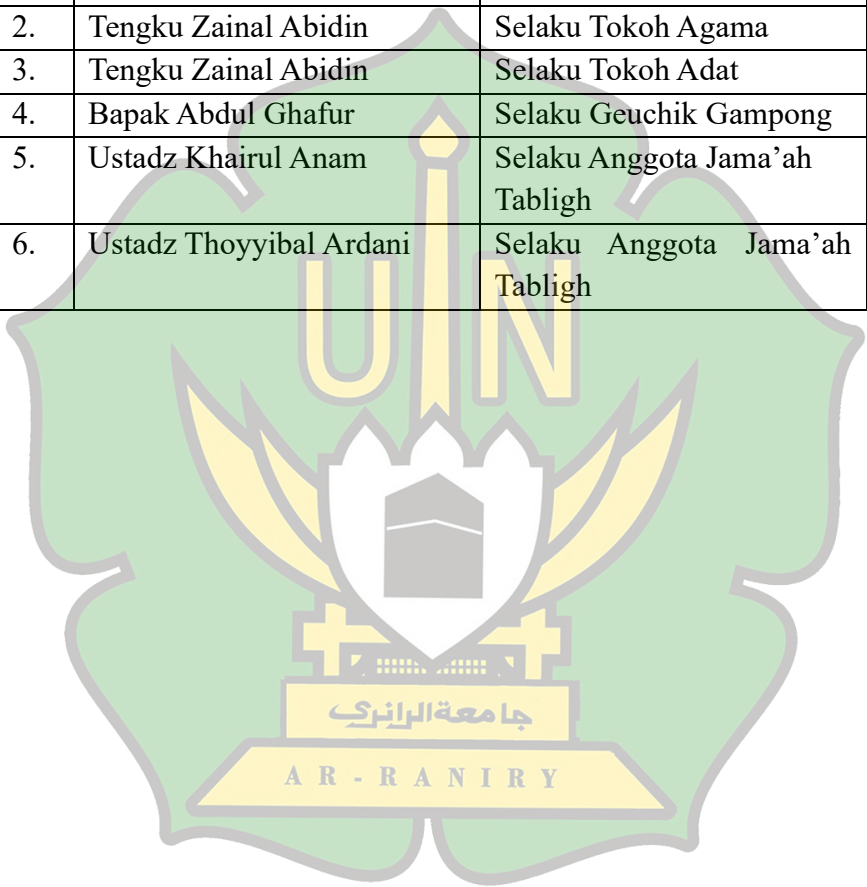 2. Tengku Zainal Abidin Selaku Tokoh Agama
3. Tengku Zainal Abidin Selaku Tokoh Adat
4. Bapak Abdul Ghafur Selaku Geuchik Gampong
5. Ustadz Khairul Anam Selaku Anggota Jama’ah
Tabligh
6. Ustadz Thoyyibal Ardani Selaku Anggota Jama’ah
Tabligh
UIN
جامعةالرانري
AR-RANIRY